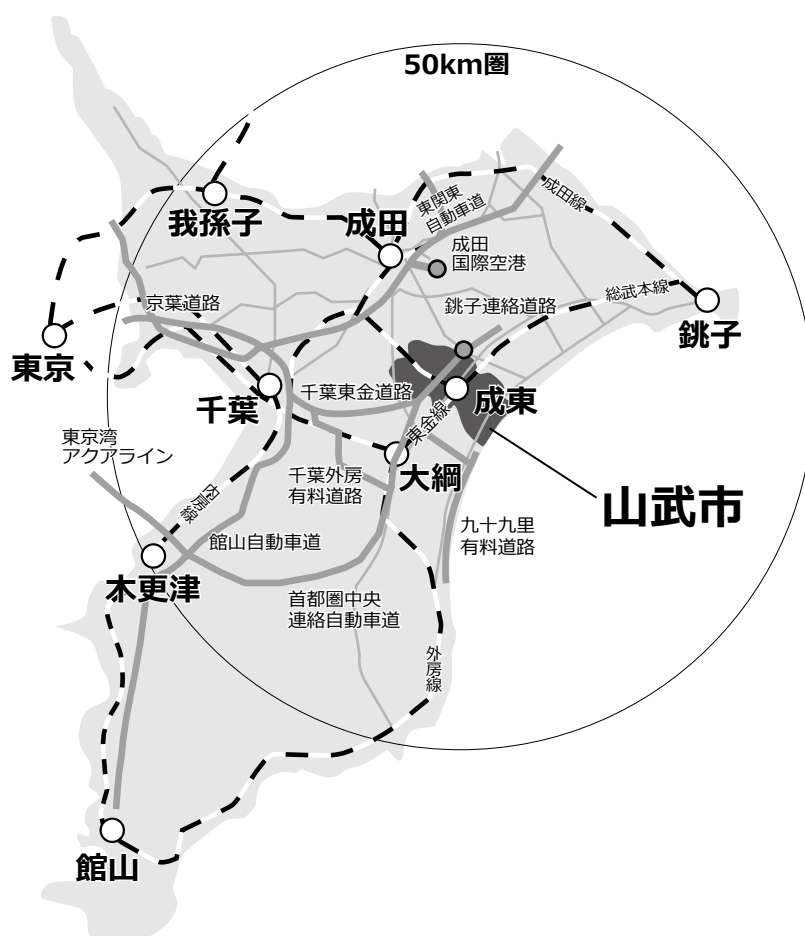 50km圏
我孫子
成田
東関東
自動車道
成田線
成田
国際空港
京葉道路
銚子連絡道路
総武本線
銚子
東京
千葉
千葉東金道路
成東
東金線
東京湾
アクアライン
大網
千葉外房
有料道路
山武市
内房線
館山自動車道
九十九里
有料道路
木更津
首都圏中央
連絡自動車道
外房線
館山